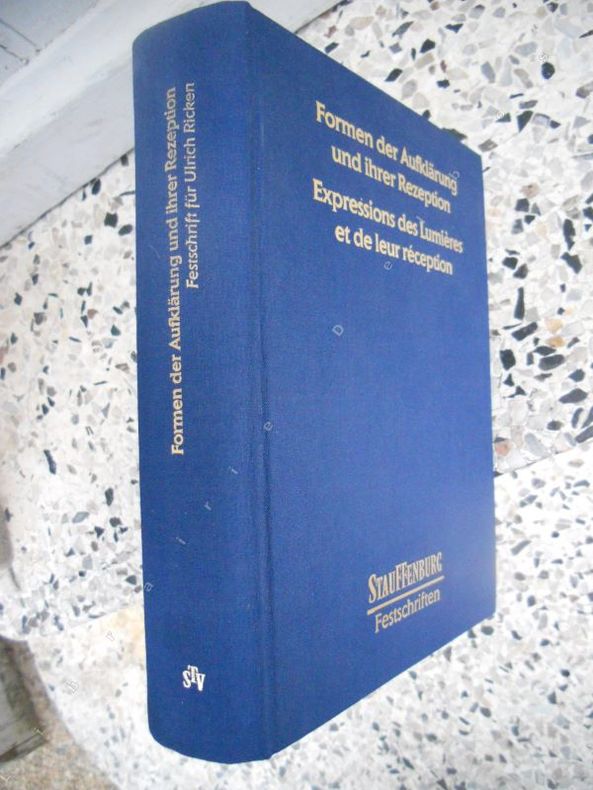 Formen der Aufklärung und ihrer Rezeption
Festschrift für Ulrich Ricken
STV
Formen der Aufklärung
und ihrer Rezeption
Expressions des Lumières
et de leur réception
STAUFFENBURG
Festschriften